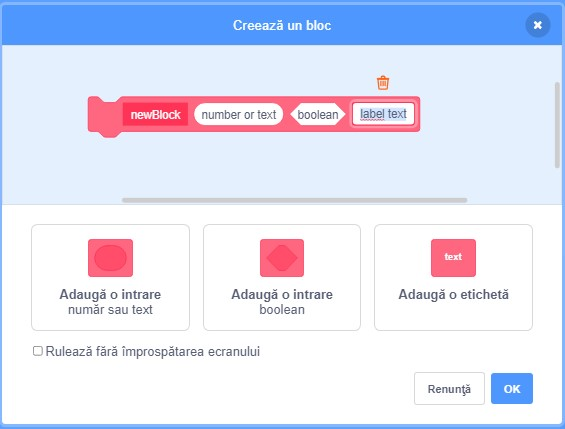 Creează un bloc
newBlock number or text boolean label text
text
Adaugă o intrare
număr sau text
Adaugă o intrare
boolean
Adaugă o etichetă
Rulează fără împrospătarea ecranului
Renunţă OK